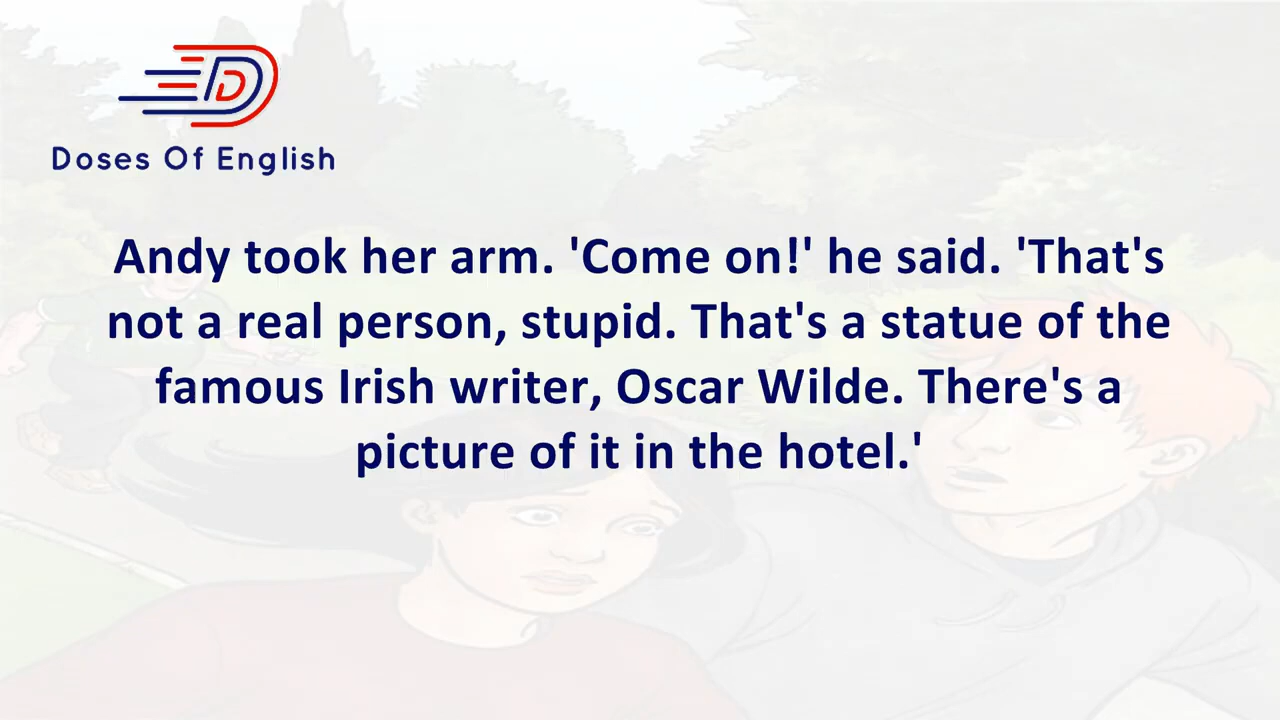 Doses Of English
Andy took her arm. 'Come on!' he said. 'That's
not a real person, stupid. That's a statue of the
famous Irish writer, Oscar Wilde. There's a
picture of it in the hotel.'